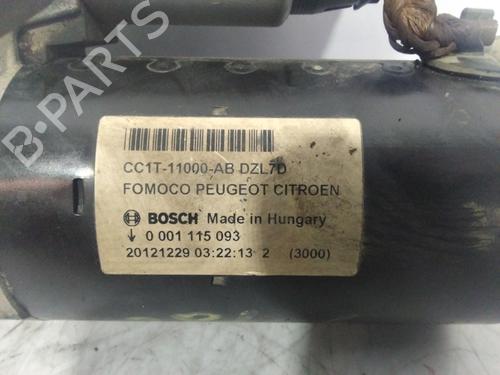 B-PARTS
CC1T-11000-AB DZL7D
FOMOCO PEUGEOT CITROEN
BOSCH Made in Hungary
↓ 0 001 115 093
20121229 03:22:13 2 (3000)